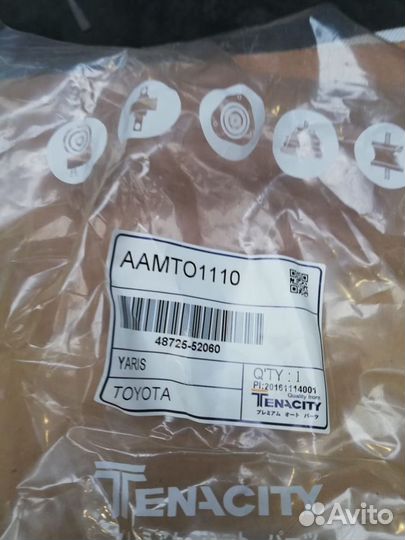 AAMTO1110
48725-52060
YARIS
TOYOTA
Q'TY : 1
PI:20161114001
Quality from
TENACITY
プレミアム オート パーツ
TENACITY
Avito